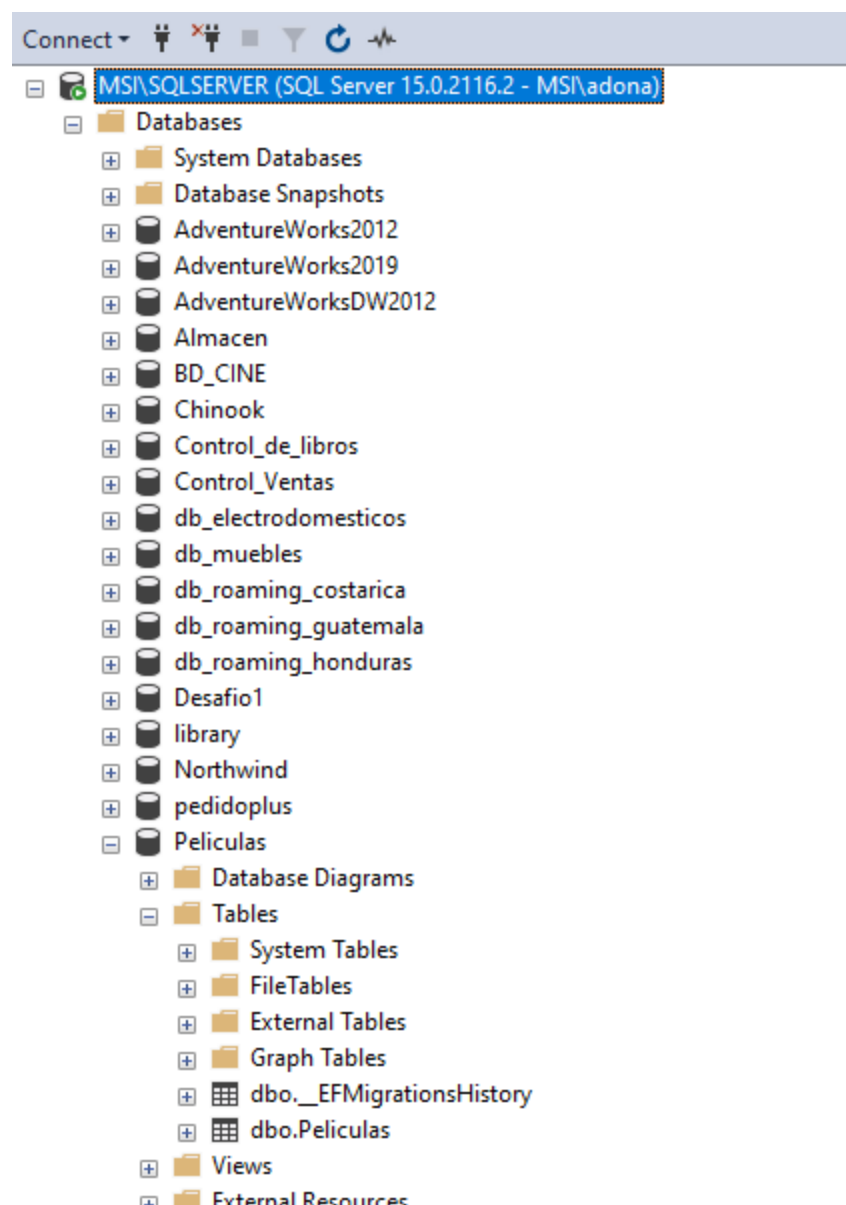 Connect
MSI\SQLSERVER (SQL Server 15.0.2116.2 - MSI\adona)
Databases
System Databases
Database Snapshots
AdventureWorks2012
AdventureWorks2019
AdventureWorksDW2012
Almacen
BD_CINE
Chinook
Control_de_libros
Control_Ventas
db_electrodomesticos
db_muebles
db_roaming_costarica
db_roaming_guatemala
db_roaming_honduras
Desafio1
library
Northwind
pedidoplus
Peliculas
Database Diagrams
Tables
System Tables
FileTables
External Tables
Graph Tables
dbo.__EFMigrationsHistory
dbo.Peliculas
Views
External Resources